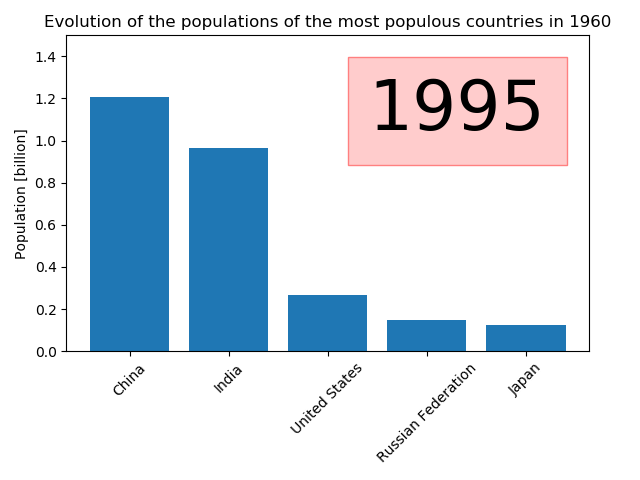 Evolution of the populations of the most populous countries in 1960
1995
Population [billion]
1.4
1.2
1.0
0.8
0.6
0.4
0.2
0.0
China
India
United States
Russian Federation
Japan